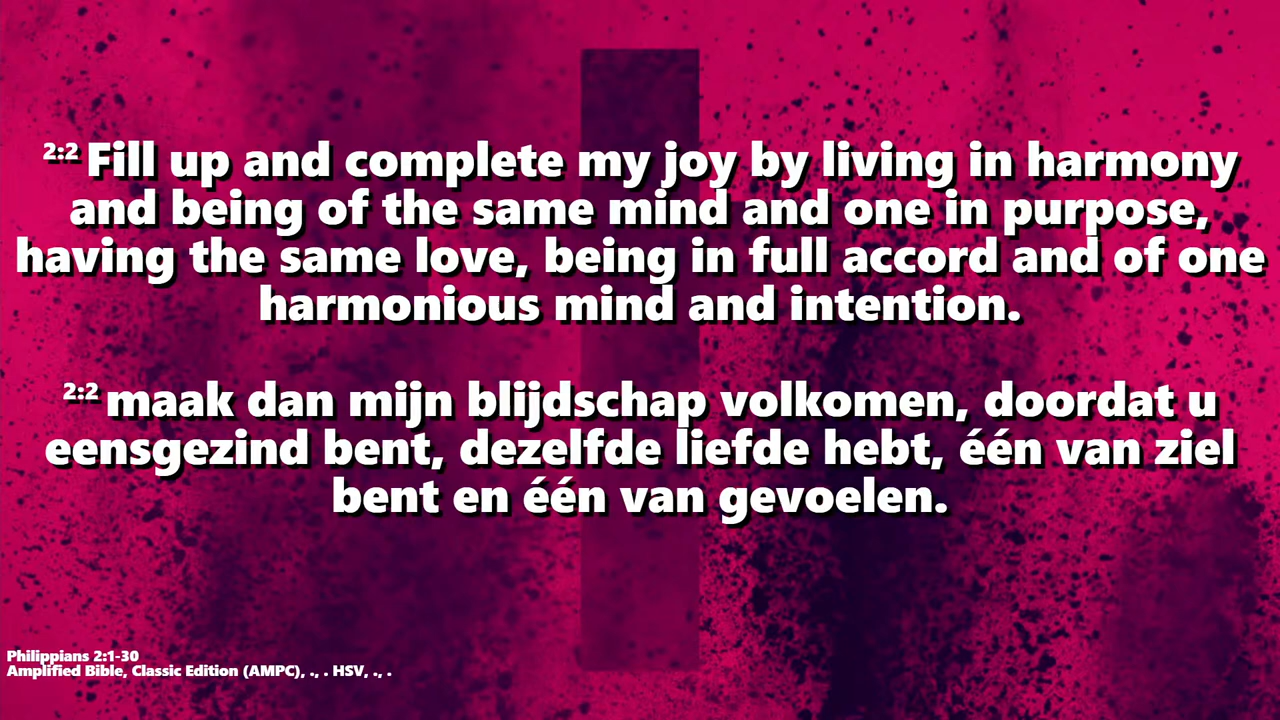 2:2 Fill up and complete my joy by living in harmony
and being of the same mind and one in purpose,
having the same love, being in full accord and of one
harmonious mind and intention.
2:2 maak dan mijn blijdschap volkomen, doordat u
eensgezind bent, dezelfde liefde hebt, één van ziel
bent en één van gevoelen.
Philippians 2:1-30
Amplified Bible, Classic Edition (AMPC), ., . HSV, ., .